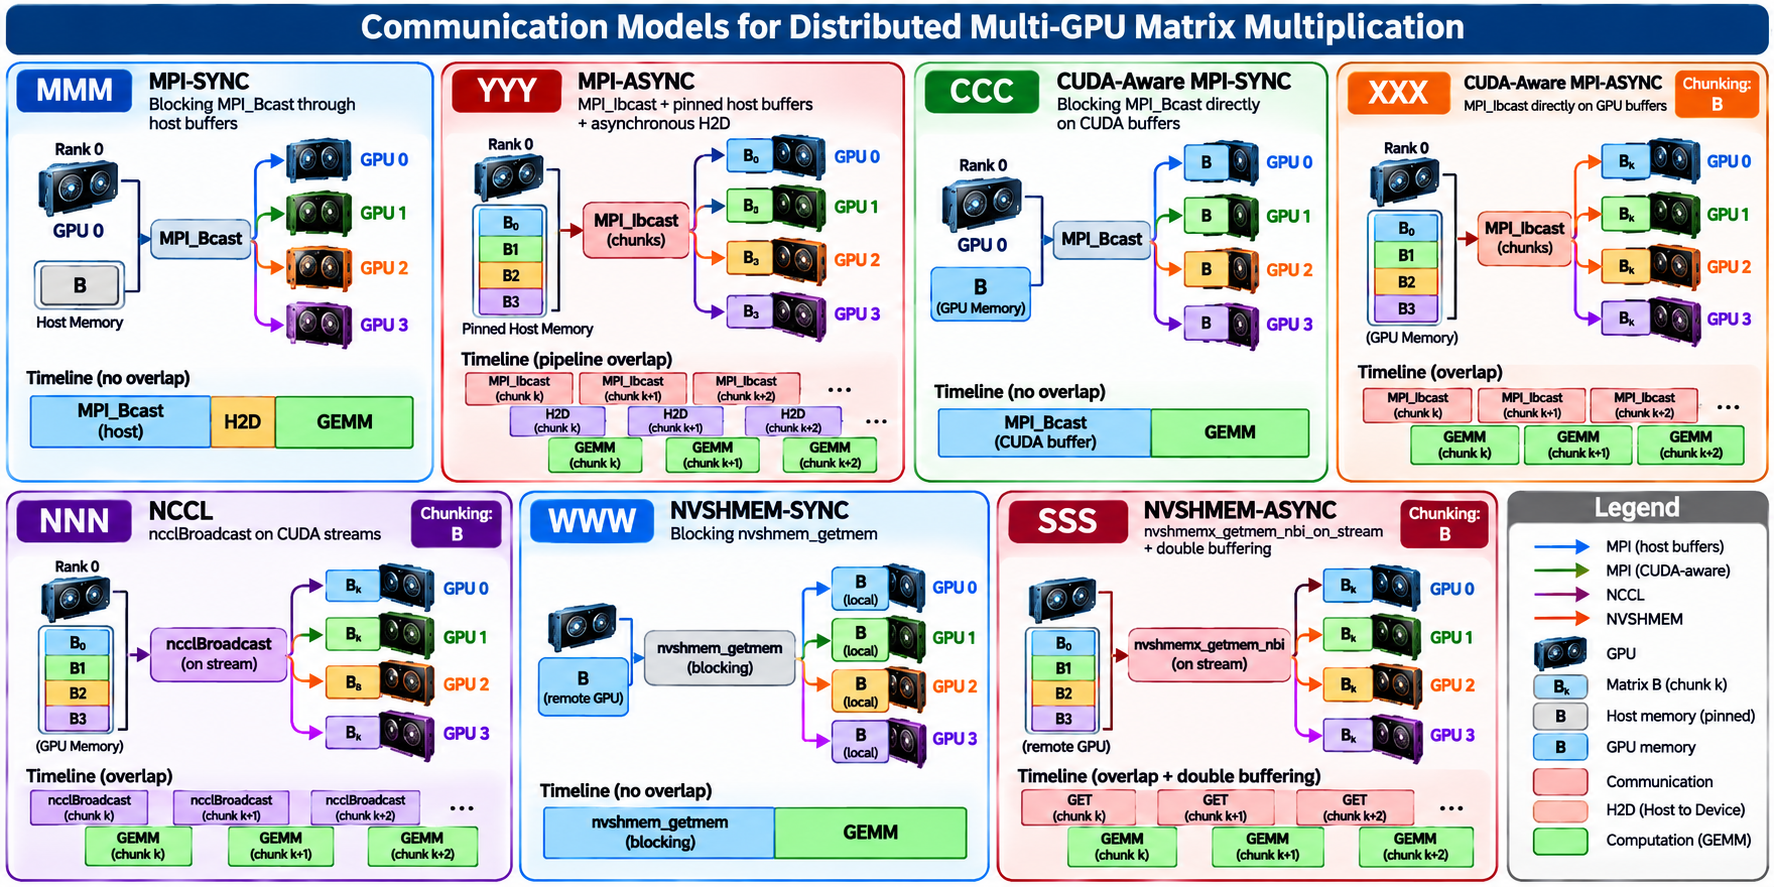 Communication Models for Distributed Multi-GPU Matrix Multiplication
MMM
MPI-SYNC
Blocking MPI_Bcast through
host buffers
Rank 0
GPU 0
B
Host Memory
MPI_Bcast
GPU 0
GPU 1
GPU 2
GPU 3
Timeline (no overlap)
MPI_Bcast
(host)
H2D
GEMM
YYY
MPI-ASYNC
MPI_Ibcast + pinned host buffers
+ asynchronous H2D
Rank 0
B₀
B1
B2
B3
Pinned Host Memory
MPI_Ibcast
(chunks)
B₀
GPU 0
B₀
GPU 1
B₃
GPU 2
B₃
GPU 3
Timeline (pipeline overlap)
MPI_Ibcast
(chunk k)
MPI_Ibcast
(chunk k+1)
MPI_Ibcast
(chunk k+2)
...
H2D
(chunk k)
H2D
(chunk k+1)
H2D
(chunk k+2)
...
GEMM
(chunk k)
GEMM
(chunk k+1)
GEMM
(chunk k+2)
CCC
CUDA-Aware MPI-SYNC
Blocking MPI_Bcast directly
on CUDA buffers
Rank 0
GPU 0
B
(GPU Memory)
MPI_Bcast
B
GPU 0
B
GPU 1
B
GPU 2
B
GPU 3
Timeline (no overlap)
MPI_Bcast
(CUDA buffer)
GEMM
XXX
CUDA-Aware MPI-ASYNC
MPI_Ibcast directly on GPU buffers
Chunking:
B
Rank 0
B₀
B1
B2
B3
(GPU Memory)
MPI_Ibcast
(chunks)
Bₖ
GPU 0
Bₖ
GPU 1
Bₖ
GPU 2
Bₖ
GPU 3
Timeline (overlap)
MPI_Ibcast
(chunk k)
MPI_Ibcast
(chunk k+1)
MPI_Ibcast
(chunk k+2)
...
GEMM
(chunk k)
GEMM
(chunk k+1)
GEMM
(chunk k+2)
NNN
NCCL
ncclBroadcast on CUDA streams
Chunking:
B
Rank 0
B₀
B1
B2
B3
(GPU Memory)
ncclBroadcast
(on stream)
Bₖ
GPU 0
Bₖ
GPU 1
B
GPU 2
Bₖ
GPU 3
Timeline (overlap)
ncclBroadcast
(chunk k)
ncclBroadcast
(chunk k+1)
ncclBroadcast
(chunk k+2)
...
GEMM
(chunk k)
GEMM
(chunk k+1)
GEMM
(chunk k+2)
WWW
NVSHMEM-SYNC
Blocking nvshmem_getmem
B
(remote GPU)
nvshmem_getmem
(blocking)
B
(local)
GPU 0
B
(local)
GPU 1
B
(local)
GPU 2
B
(local)
GPU 3
Timeline (no overlap)
nvshmem_getmem
(blocking)
GEMM
SSS
NVSHMEM-ASYNC
nvshmemx_getmem_nbi_on_stream
+ double buffering
Chunking:
B
B₀
B1
B2
B3
(remote GPU)
nvshmemx_getmem_nbi
(on stream)
Bₖ
GPU 0
Bₖ
GPU 1
Bₖ
GPU 2
Bₖ
GPU 3
Timeline (overlap + double buffering)
GET
(chunk k)
GET
(chunk k+1)
GET
(chunk k+2)
...
GEMM
(chunk k)
GEMM
(chunk k+1)
GEMM
(chunk k+2)
Legend
MPI (host buffers)
MPI (CUDA-aware)
NCCL
NVSHMEM
GPU
Bₖ
Matrix B (chunk k)
B
Host memory (pinned)
B
GPU memory
Communication
H2D (Host to Device)
Computation (GEMM)